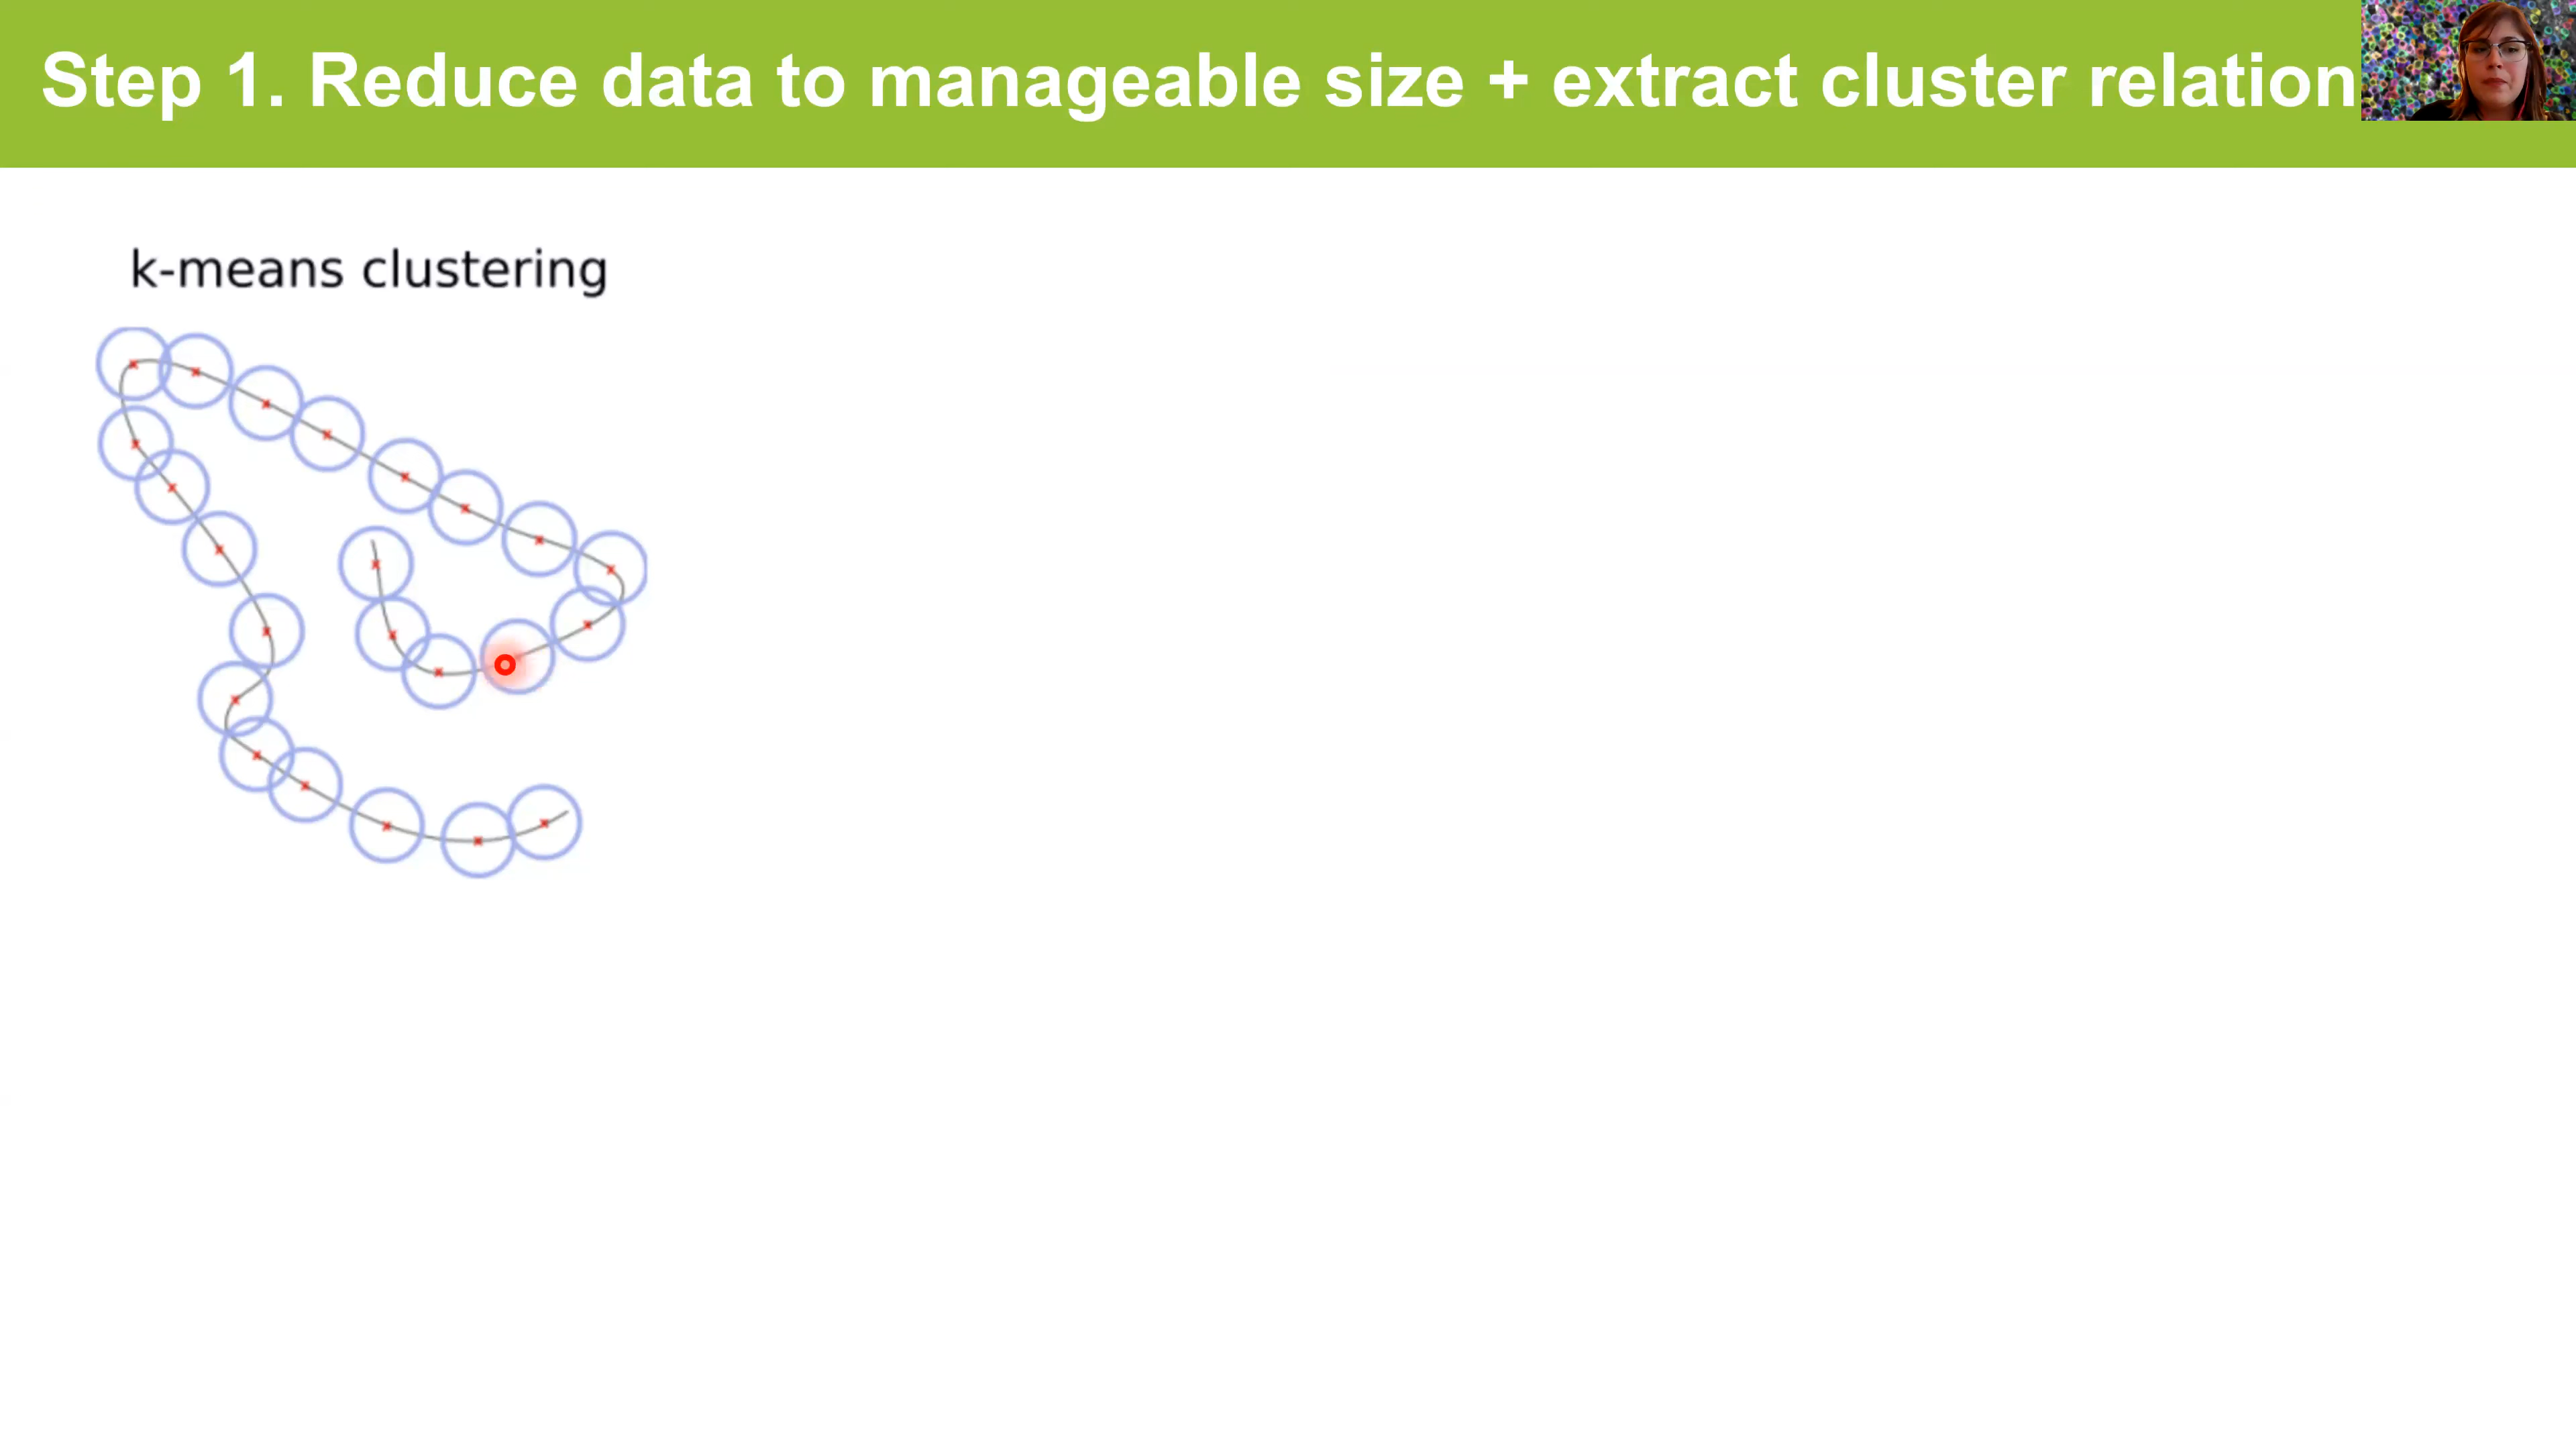 Step 1. Reduce data to manageable size + extract cluster relation
k-means clustering